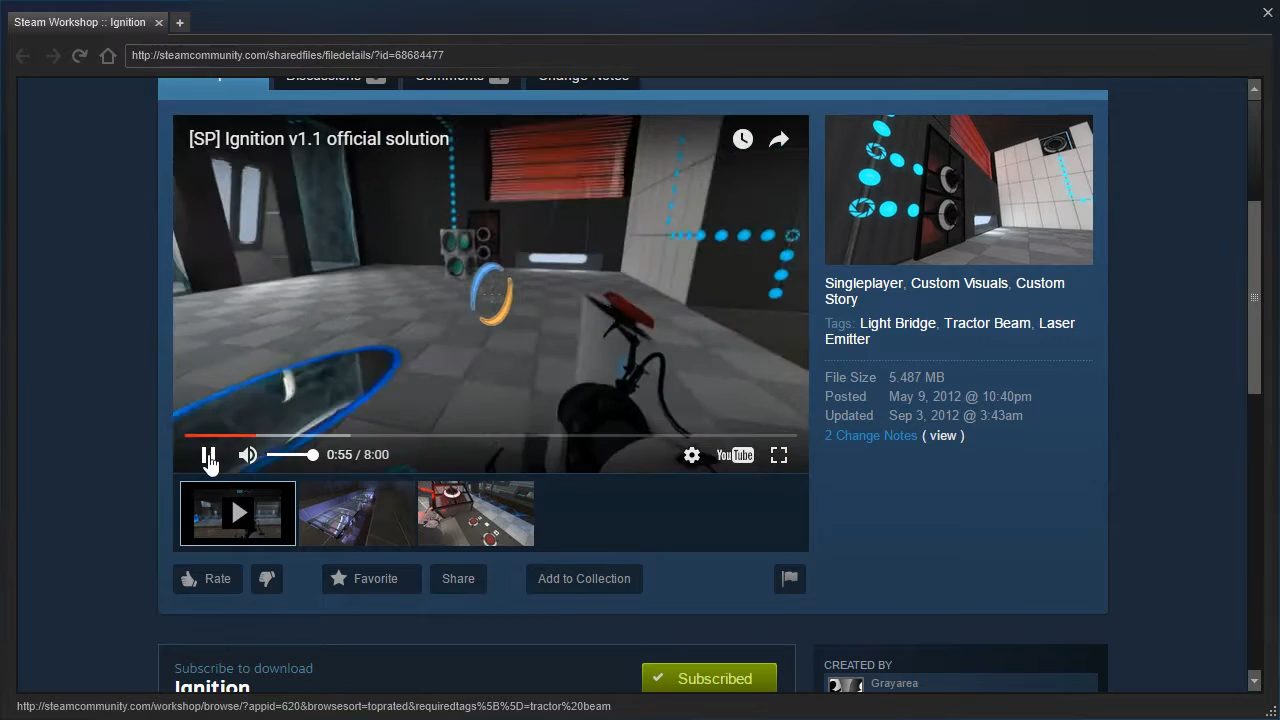 Steam Workshop :: Ignition
http://steamcommunity.com/sharedfiles/filedetails/?id=68684477
Discussions
Comments
Change Notes
[SP] Ignition v1.1 official solution
0:55 / 8:00
YouTube
Singleplayer, Custom Visuals, Custom
Story
Tags: Light Bridge, Tractor Beam, Laser
Emitter
File Size 5.487 MB
Posted May 9, 2012 @ 10:40pm
Updated Sep 3, 2012 @ 3:43am
2 Change Notes ( view )
Rate
Favorite
Share
Add to Collection
Subscribe to download
Ignition
Subscribed
CREATED BY
Grayarea
http://steamcommunity.com/workshop/browse/?appid=620&browsesort=toprated&requiredtags%5B%5D=tractor%20beam